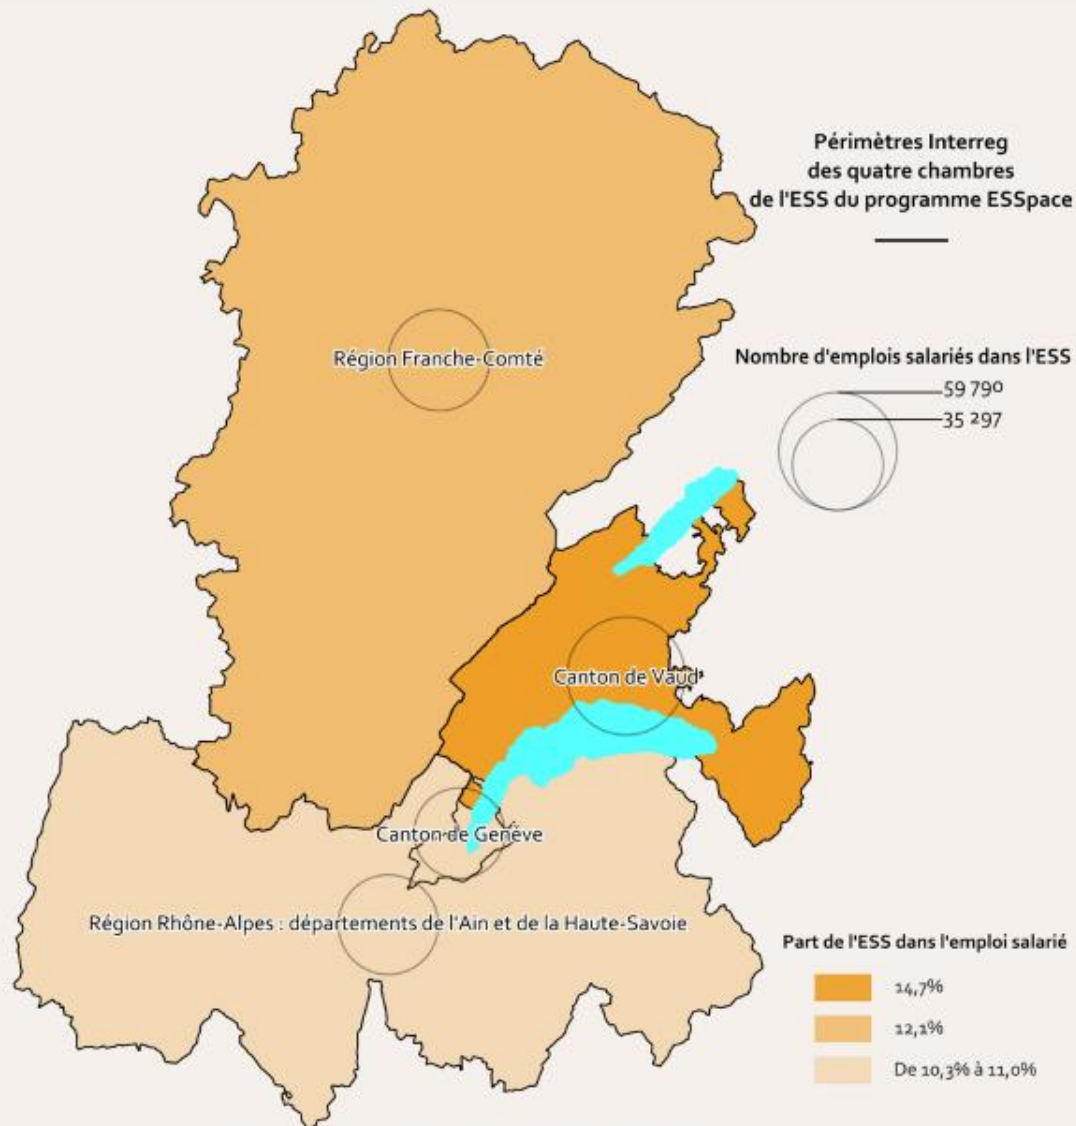 Périmètres Interreg
des quatre chambres
de l'ESS du programme ESSpace
Région Franche-Comté
Nombre d'emplois salariés dans l'ESS
59 790
35 297
Canton de Vaud
Canton de Genève
Région Rhône-Alpes : départements de l'Ain et de la Haute-Savoie
Part de l'ESS dans l'emploi salarié
14,7%
12,1%
De 10,3% à 11,0%